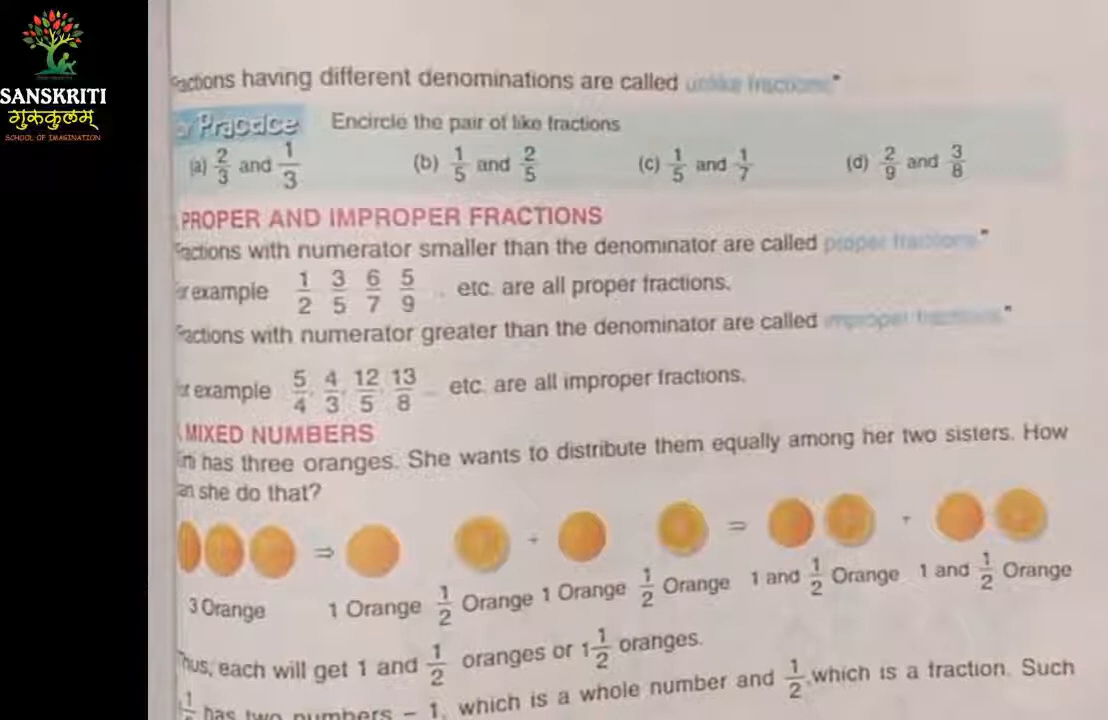 SANSKRITI
गुरुकुलम्
SCHOOL OF IMAGINATION
actions having different denominations are called unlike fractions."
Practice Encircle the pair of like fractions
(a) 2/3 and 1/3 (b) 1/5 and 2/5 (c) 1/5 and 1/7 (d) 2/9 and 3/8
PROPER AND IMPROPER FRACTIONS
actions with numerator smaller than the denominator are called proper fractions."
example 1/2 3/5 6/7 5/9 .. etc. are all proper fractions.
actions with numerator greater than the denominator are called improper fractions."
example 5/4, 4/3, 12/5, 13/8 .. etc. are all improper fractions.
MIXED NUMBERS
has three oranges. She wants to distribute them equally among her two sisters. How
she do that?
⇒ + = +
3 Orange 1 Orange 1/2 Orange 1 Orange 1/2 Orange 1 and 1/2 Orange 1 and 1/2 Orange
hus, each will get 1 and 1/2 oranges or 1 1/2 oranges.
has two numbers – 1, which is a whole number and 1/2, which is a fraction. Such